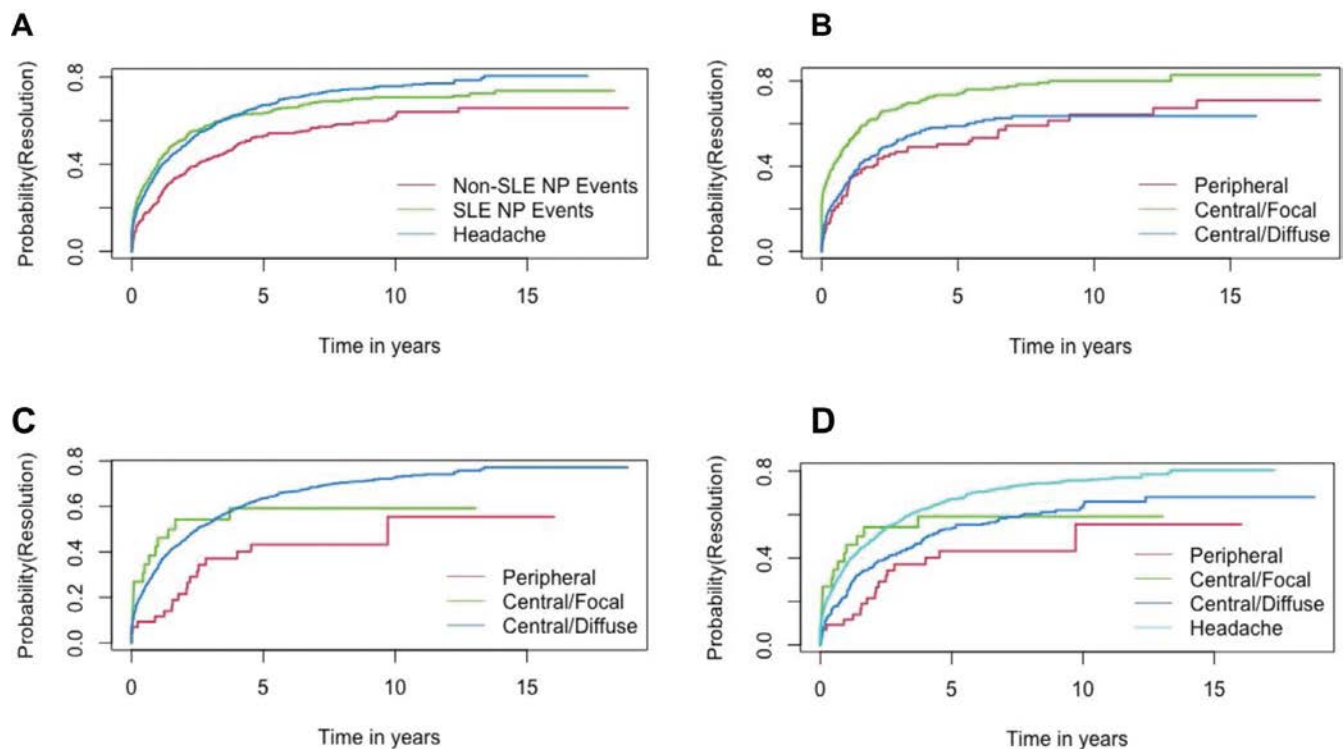 A
Probability(Resolution)
0.8
0.4
0.0
Non-SLE NP Events
SLE NP Events
Headache
0 5 10 15
Time in years
B
Probability(Resolution)
0.8
0.4
0.0
Peripheral
Central/Focal
Central/Diffuse
0 5 10 15
Time in years
C
Probability(Resolution)
0.8
0.6
0.4
0.2
0.0
Peripheral
Central/Focal
Central/Diffuse
0 5 10 15
Time in years
D
Probability(Resolution)
0.8
0.4
0.0
Peripheral
Central/Focal
Central/Diffuse
Headache
0 5 10 15
Time in years